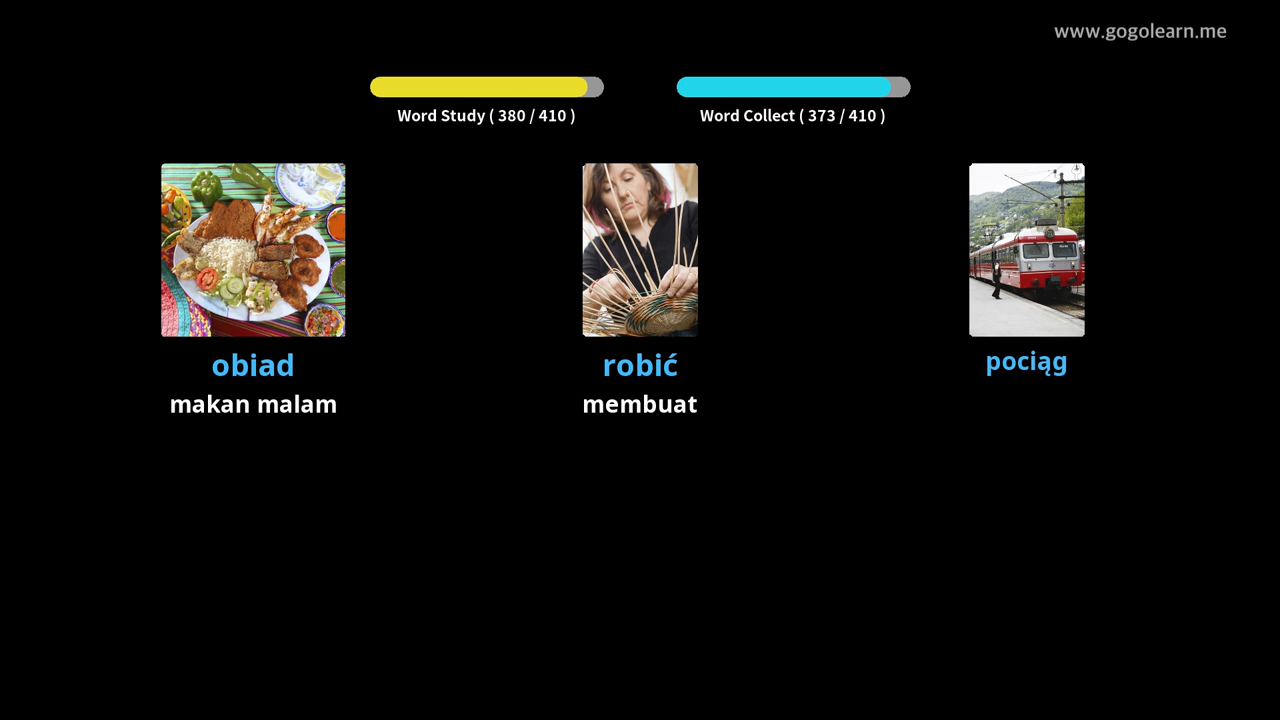 www.gogolearn.me
Word Study ( 380 / 410 )
Word Collect ( 373 / 410 )
obiad
makan malam
robić
membuat
pociąg